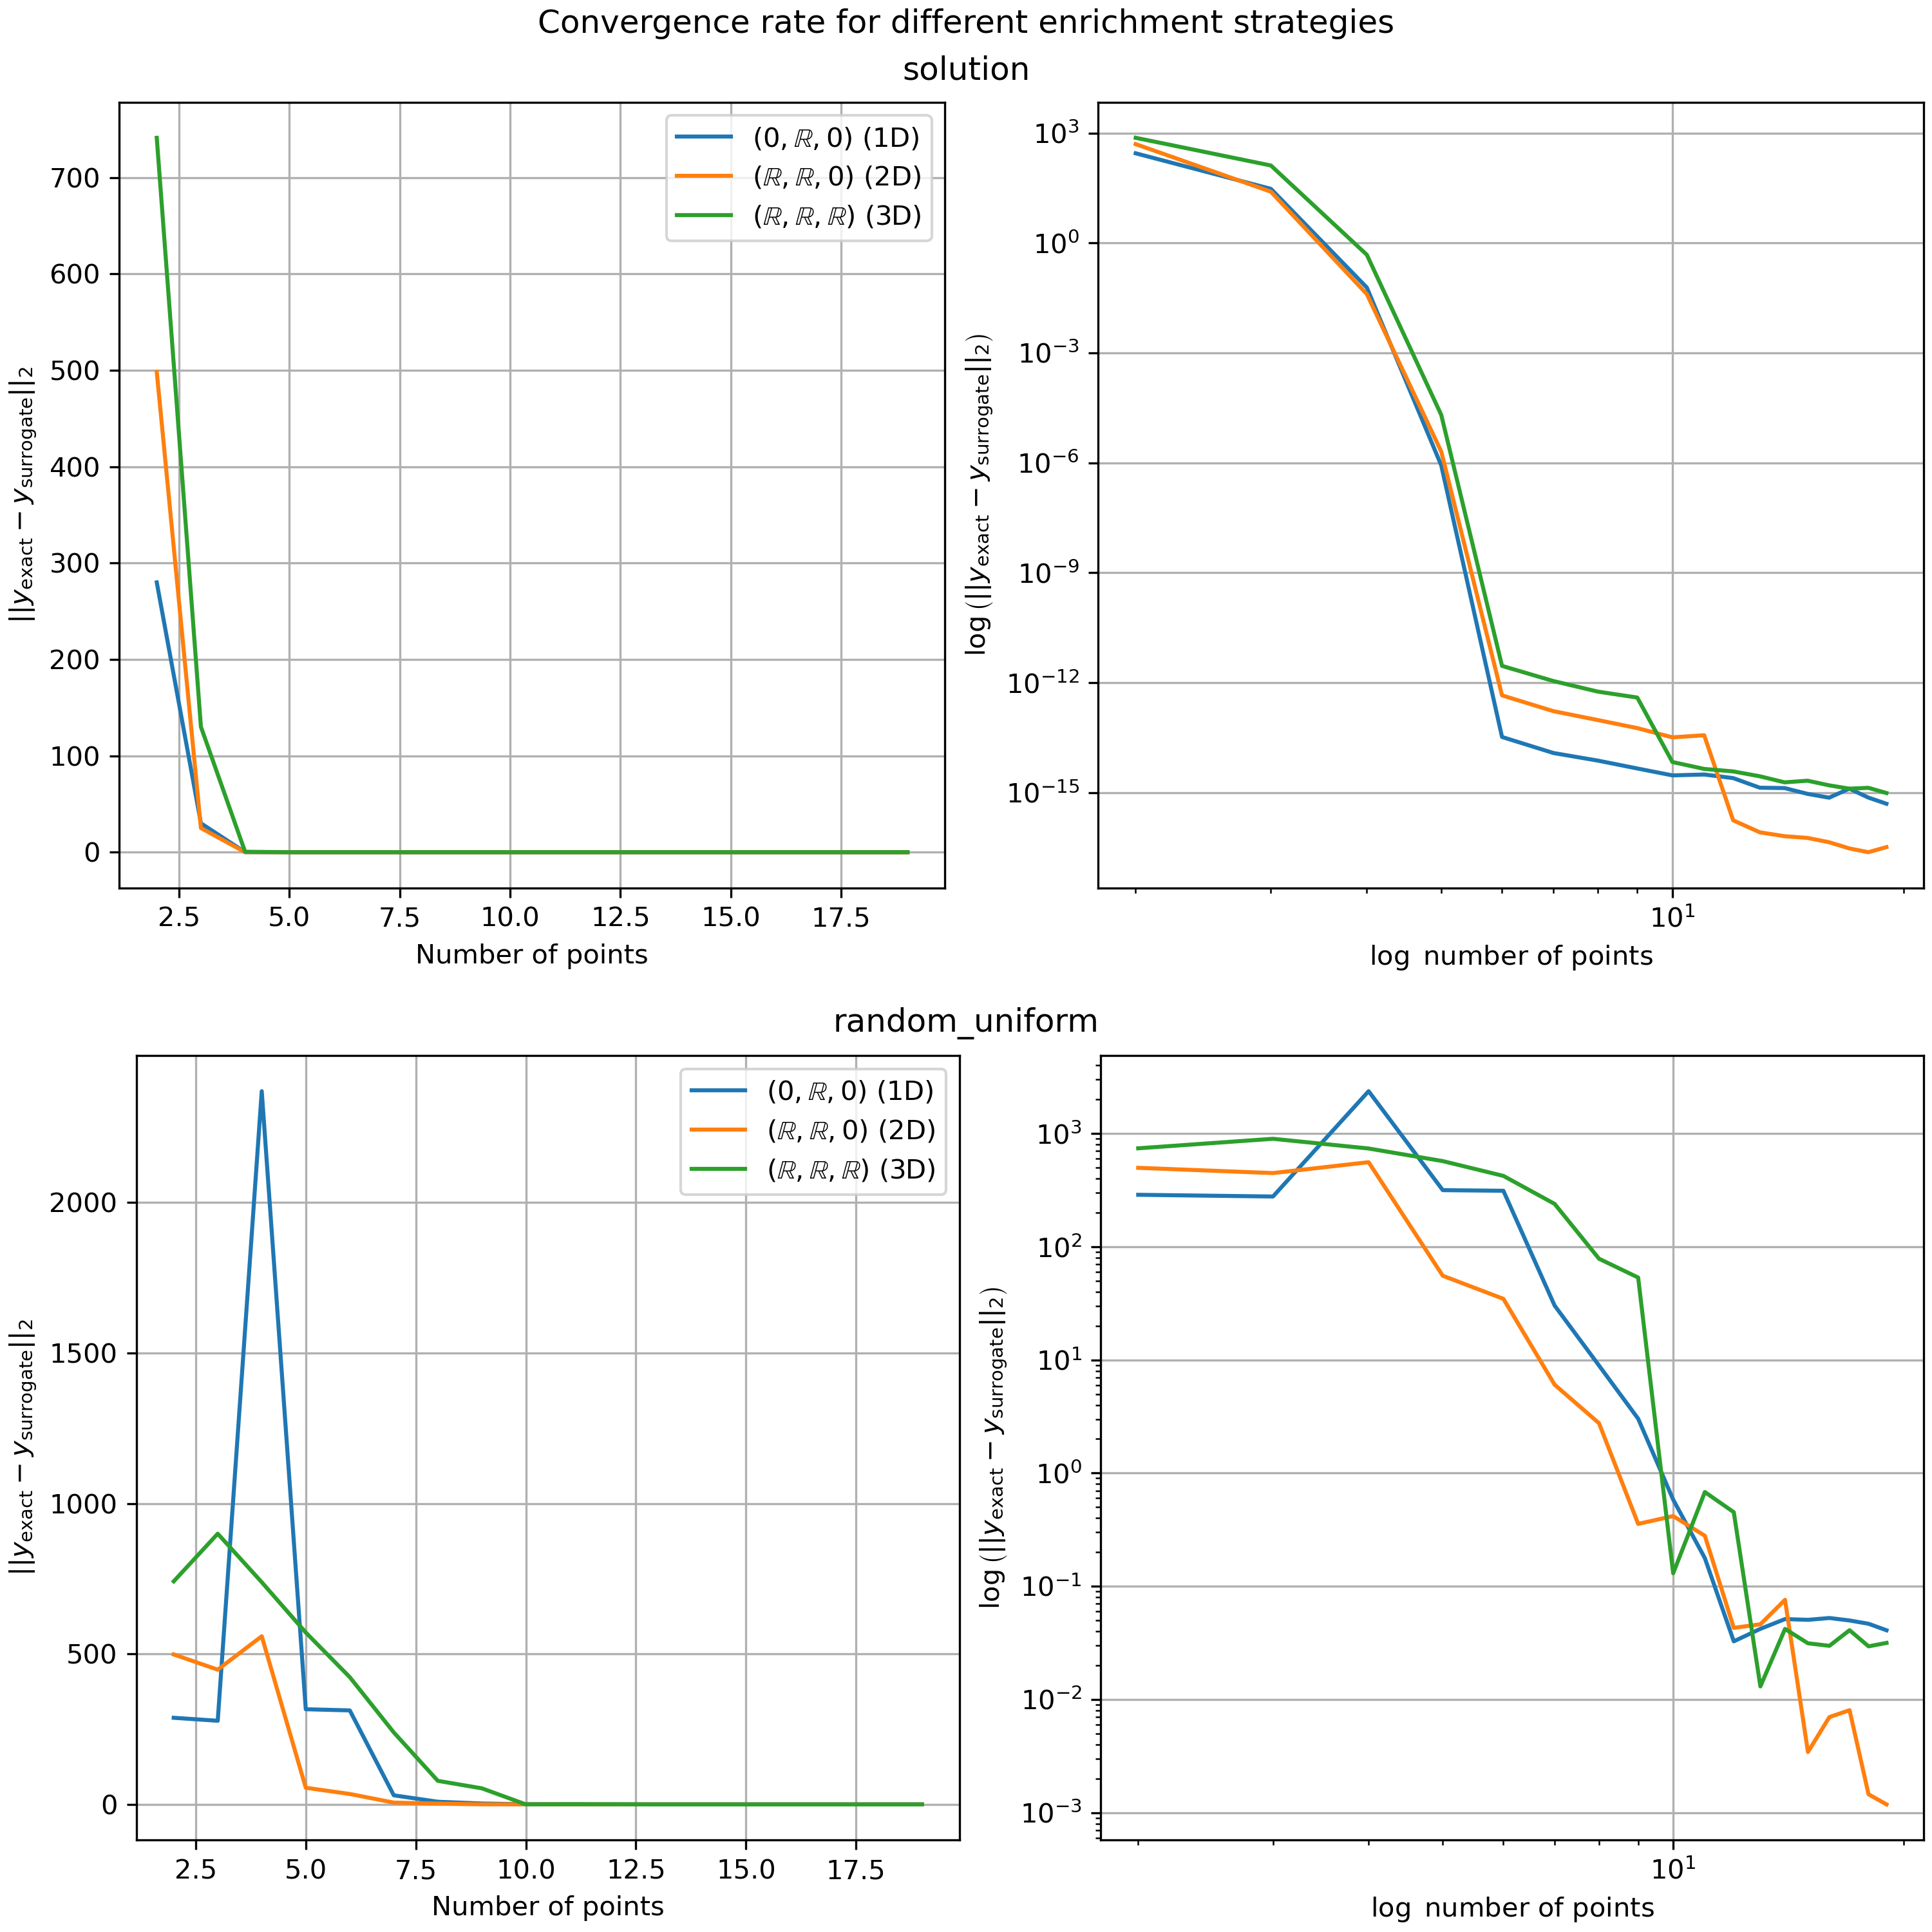 Convergence rate for different enrichment strategies
solution
||y_exact − y_surrogate||_2
700
600
500
400
300
200
100
0
2.5 5.0 7.5 10.0 12.5 15.0 17.5
Number of points
(0, ℝ, 0) (1D)
(ℝ, ℝ, 0) (2D)
(ℝ, ℝ, ℝ) (3D)
log (||y_exact − y_surrogate||_2)
10^3
10^0
10^−3
10^−6
10^−9
10^−12
10^−15
10^1
log number of points
random_uniform
||y_exact − y_surrogate||_2
2000
1500
1000
500
0
2.5 5.0 7.5 10.0 12.5 15.0 17.5
Number of points
(0, ℝ, 0) (1D)
(ℝ, ℝ, 0) (2D)
(ℝ, ℝ, ℝ) (3D)
log (||y_exact − y_surrogate||_2)
10^3
10^2
10^1
10^0
10^−1
10^−2
10^−3
10^1
log number of points